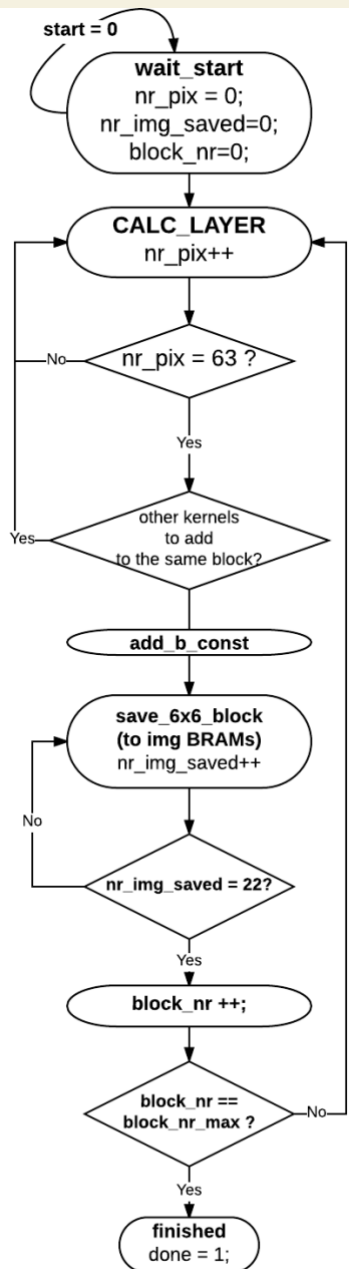 start = 0
wait_start
nr_pix = 0;
nr_img_saved=0;
block_nr=0;
CALC_LAYER
nr_pix++
No
nr_pix = 63 ?
Yes
other kernels
to add
to the same block?
Yes
add_b_const
save_6x6_block
(to img BRAMs)
nr_img_saved++
No
nr_img_saved = 22?
Yes
block_nr ++;
block_nr ==
block_nr_max ?
No
Yes
finished
done = 1;